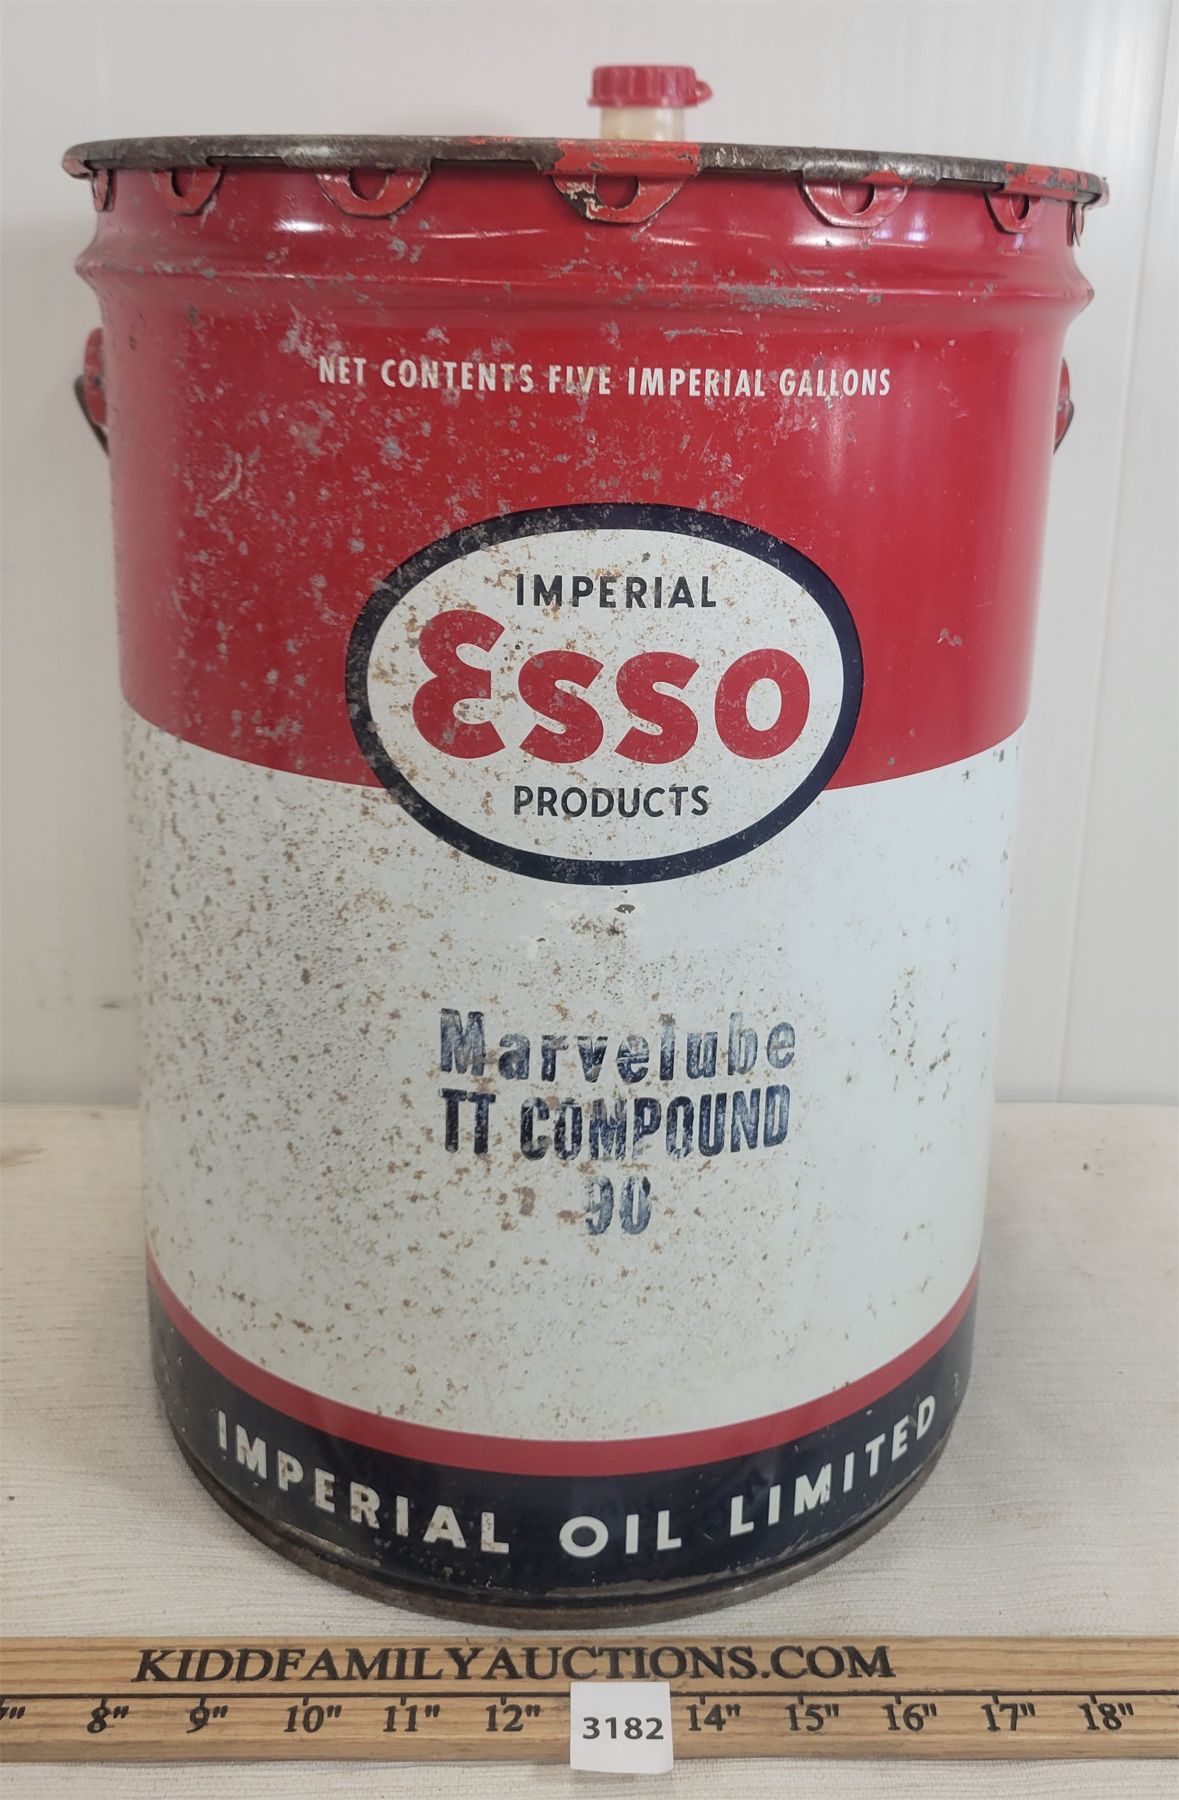 NET CONTENTS FIVE IMPERIAL GALLONS
IMPERIAL
Esso
PRODUCTS
Marvelube
TT COMPOUND
90
IMPERIAL OIL LIMITED
KIDDFAMILYAUCTIONS.COM
7" 8" 9" 10" 11" 12" 14" 15" 16" 17" 18"
3182